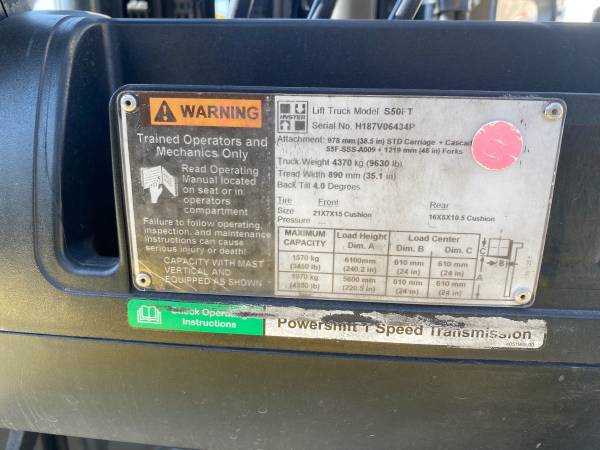 WARNING
Trained Operators and
Mechanics Only
Read Operating
Manual located
on seat or in
operators
compartment
Failure to follow operating,
inspection, and maintenance
instructions can cause
serious injury or death!
CAPACITY WITH MAST
VERTICAL AND
EQUIPPED AS SHOWN
HYSTER
Lift Truck Model S50FT
Serial No. H187V06434P
Attachment: 978 mm (38.5 in) STD Carriage + Cascad
55F-SSS-A009 + 1219 mm (48 in) Forks
Truck Weight 4370 kg (9630 lb)
Tread Width 890 mm (35.1 in)
Back Tilt 4.0 Degrees
Tire Front Rear
Size 21X7X15 Cushion 16X5X10.5 Cushion
Pressure
MAXIMUM CAPACITY Load Height Dim. A Load Center Dim. B Dim. C
1570 kg 6100mm 610 mm 610 mm
(3450 lb) (240.2 in) (24 in) (24 in)
5600 mm 610 mm 610 mm
(220.5 in) (24 in) (24 in)
C
B
A
Check Operator
Instructions
Powershift 1 Speed Transmission